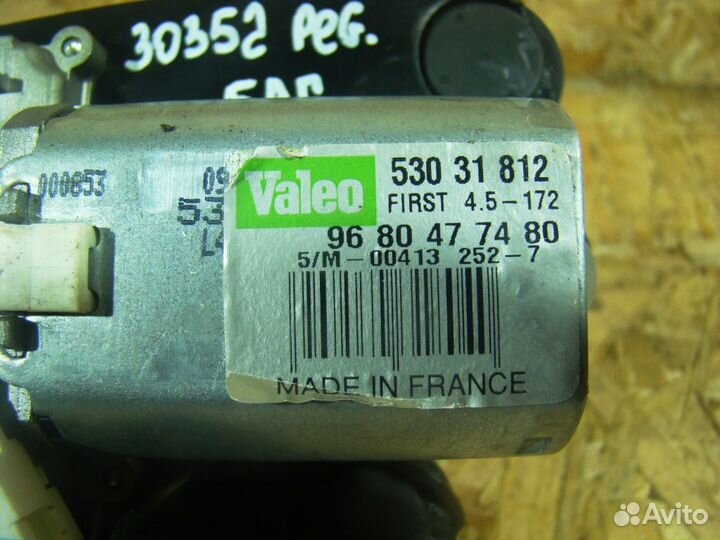 30352 PeG.
000853
09
Valeo
530 31 812
FIRST 4.5-172
96 80 47 74 80
5/M-00413 252-7
MADE IN FRANCE
Avito